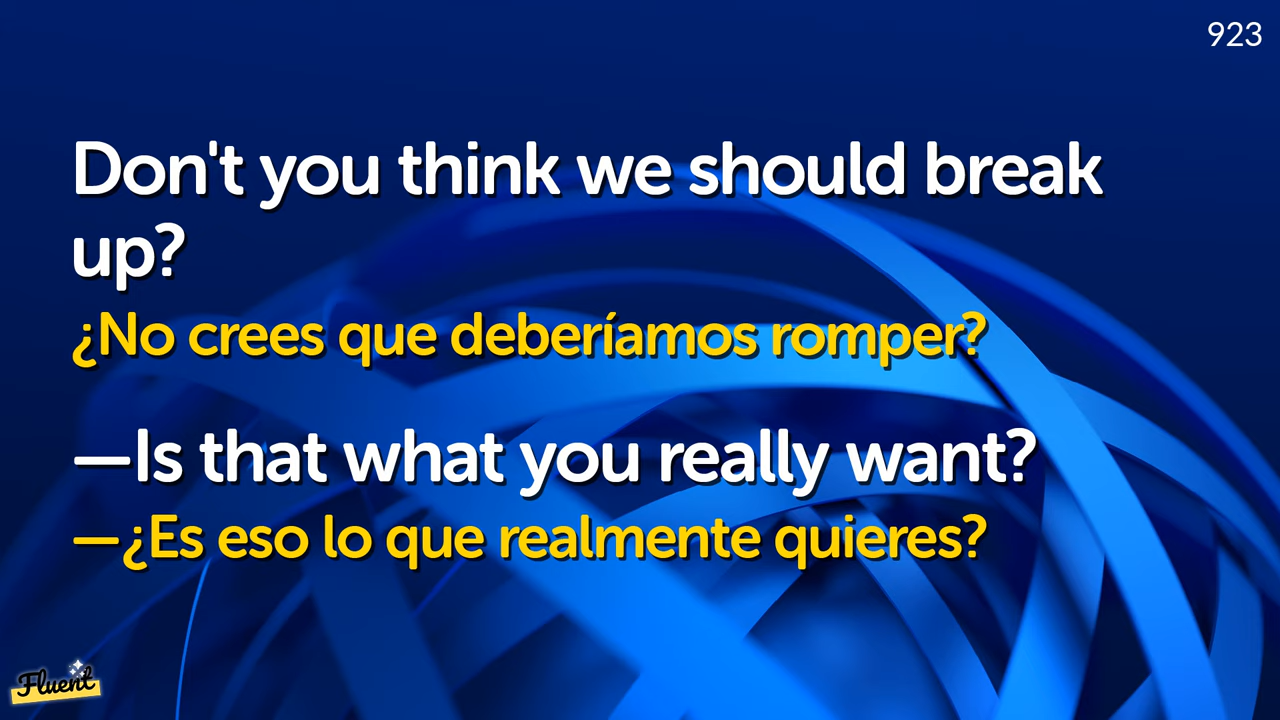 923
Don't you think we should break
up?
¿No crees que deberíamos romper?
—Is that what you really want?
—¿Es eso lo que realmente quieres?
Fluent